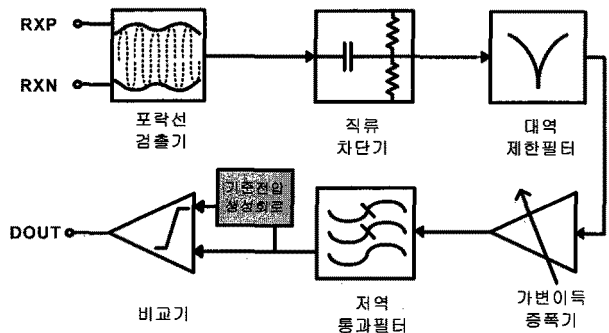 RXP
RXN
포락선
검출기
직류
차단기
대역
제한필터
기준전압
생성회로
DOUT
비교기
저역
통과필터
가변이득
증폭기